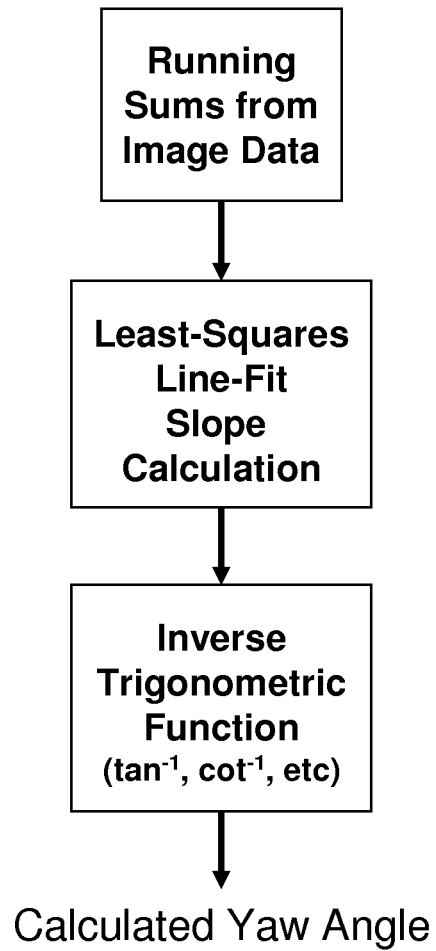 Running
Sums from
Image Data
Least-Squares
Line-Fit
Slope
Calculation
Inverse
Trigonometric
Function
(tan⁻¹, cot⁻¹, etc)
Calculated Yaw Angle